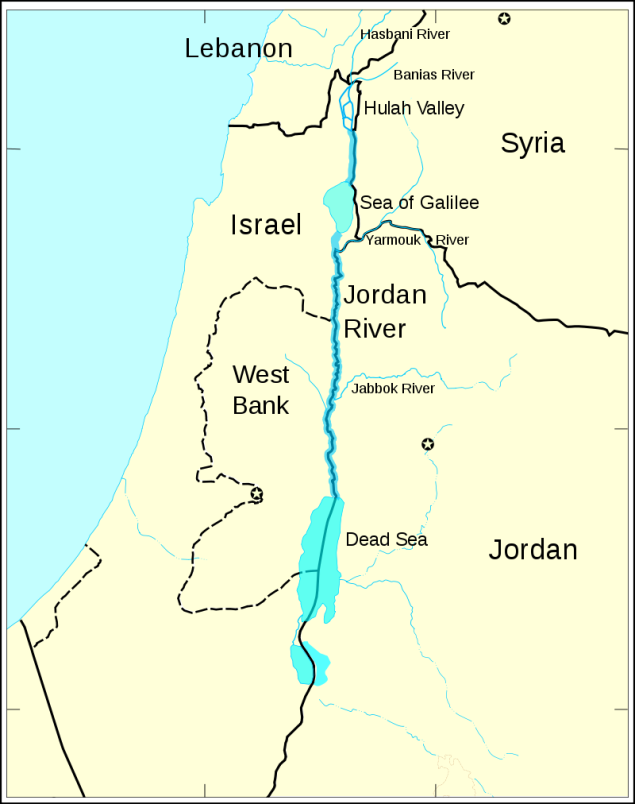 Hasbani River
Lebanon
Banias River
Hulah Valley
Syria
Sea of Galilee
Israel
Yarmouk River
Jordan
River
West
Bank
Jabbok River
Dead Sea
Jordan